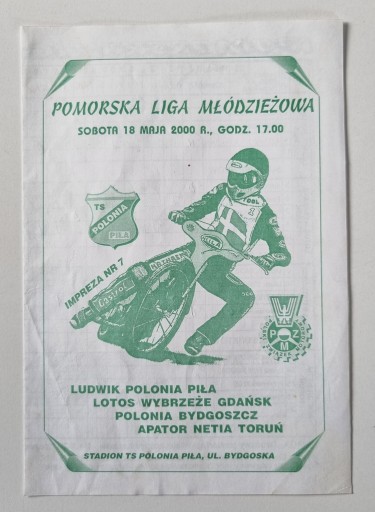 POMORSKA LIGA MŁODZIEŻOWA
SOBOTA 18 MAJA 2000 R., GODZ. 17.00
TS
POLONIA
PIŁA
IMPREZA NR 7
Castrol
PZM
LUDWIK POLONIA PIŁA
LOTOS WYBRZEŻE GDAŃSK
POLONIA BYDGOSZCZ
APATOR NETIA TORUŃ
STADION TS POLONIA PIŁA, UL. BYDGOSKA